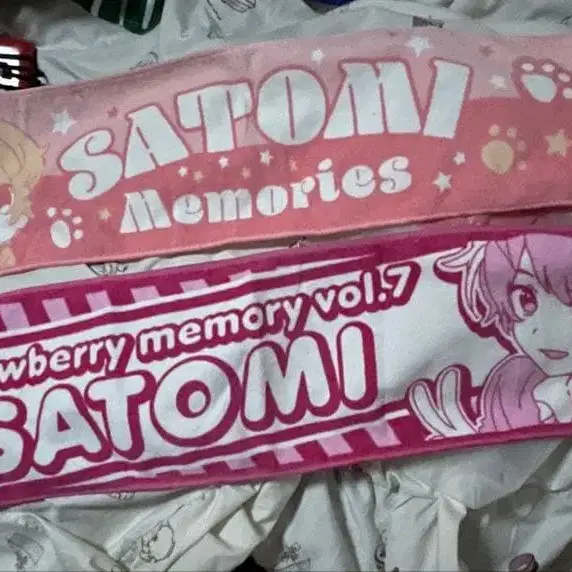 SATOMI
Memories
wberry memory vol.7
SATOMI